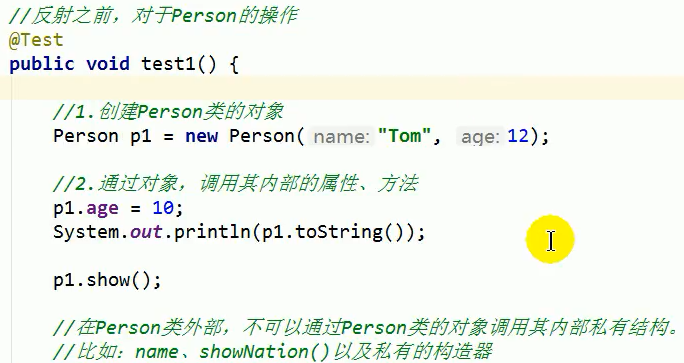 //反射之前，对于Person的操作
@Test
public void test1() {
//1.创建Person类的对象
Person p1 = new Person( name: "Tom", age: 12);
//2.通过对象，调用其内部的属性、方法
p1.age = 10;
System.out.println(p1.toString());
p1.show();
//在Person类外部，不可以通过Person类的对象调用其内部私有结构。
//比如：name、showNation()以及私有的构造器